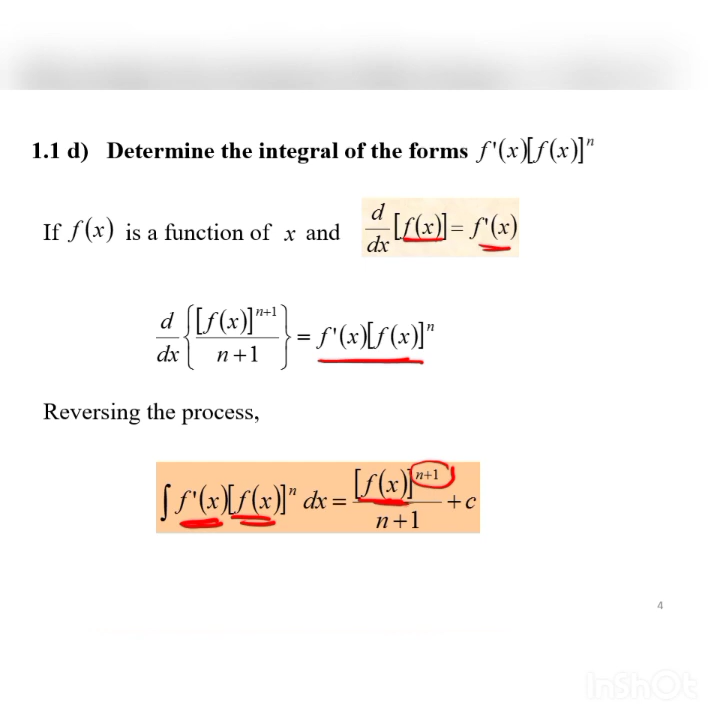 1.1 d) Determine the integral of the forms f'(x)[f(x)]^n
If f(x) is a function of x and d/dx [f(x)] = f'(x)
d/dx { [f(x)]^{n+1} / n+1 } = f'(x)[f(x)]^n
Reversing the process,
∫ f'(x)[f(x)]^n dx = [f(x)]^{n+1} / n+1 + c
4
InShOt